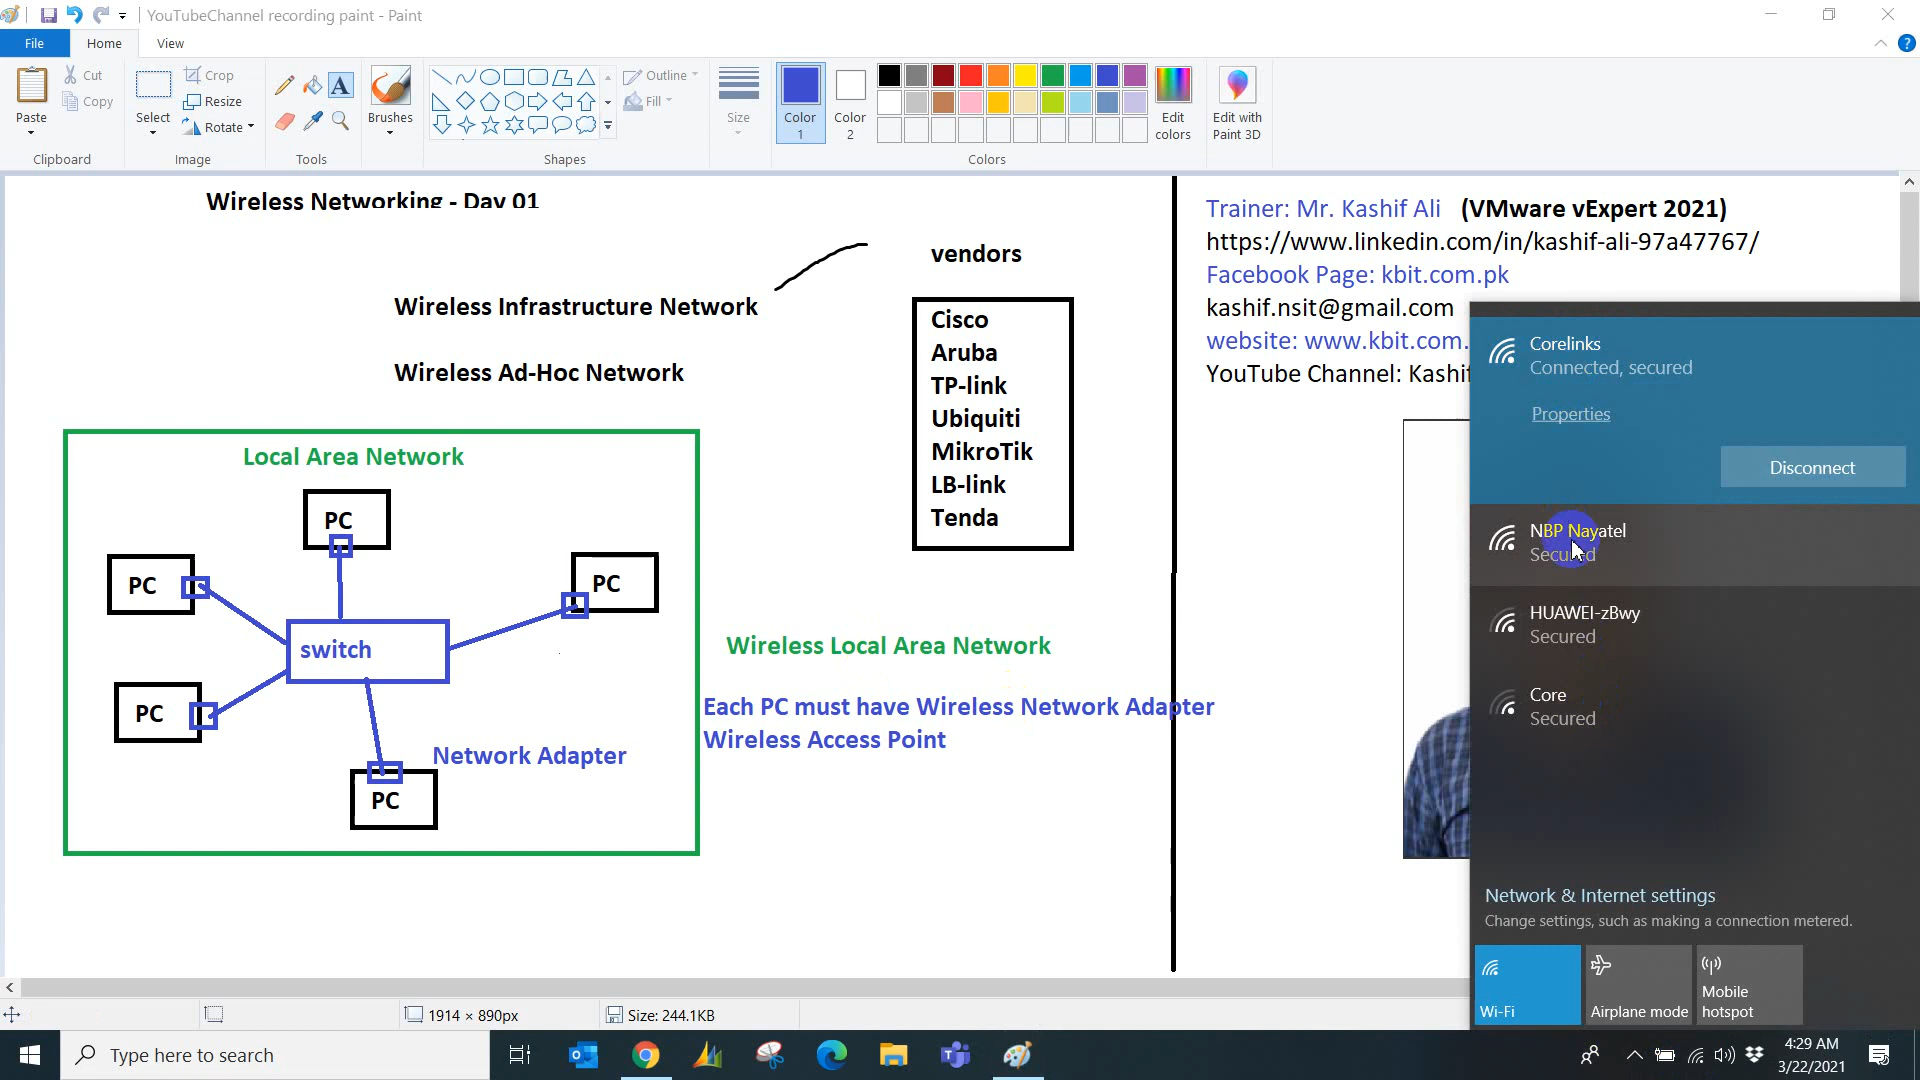 YouTubeChannel recording paint - Paint
File
Home
View
Paste
Cut
Copy
Clipboard
Select
Crop
Resize
Rotate
Image
A
Tools
Brushes
Shapes
Outline
Fill
Size
Color
1
Color
2
Edit
colors
Edit with
Paint 3D
Colors
Wireless Networking - Day 01
Wireless Infrastructure Network
Wireless Ad-Hoc Network
vendors
Cisco
Aruba
TP-link
Ubiquiti
MikroTik
LB-link
Tenda
Local Area Network
PC
PC
PC
switch
PC
Network Adapter
PC
Wireless Local Area Network
Each PC must have Wireless Network Adapter
Wireless Access Point
Trainer: Mr. Kashif Ali (VMware vExpert 2021)
https://www.linkedin.com/in/kashif-ali-97a47767/
Facebook Page: kbit.com.pk
kashif.nsit@gmail.com
website: www.kbit.com.
YouTube Channel: Kashif
Corelinks
Connected, secured
Properties
Disconnect
NBP Nayatel
Secured
HUAWEI-zBwy
Secured
Core
Secured
Network & Internet settings
Change settings, such as making a connection metered.
Wi-Fi
Airplane mode
Mobile
hotspot
1914 × 890px
Size: 244.1KB
Type here to search
4:29 AM
3/22/2021